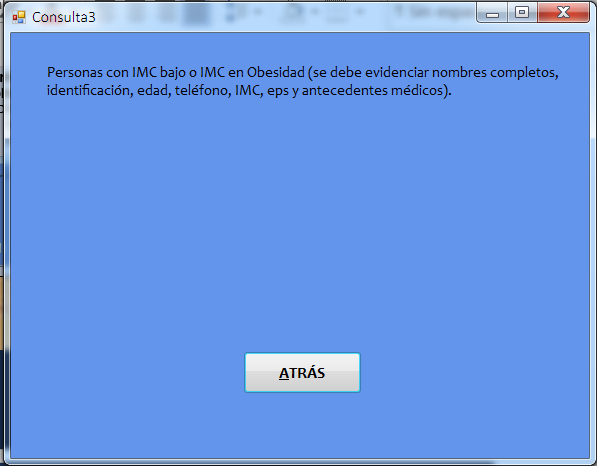 Consulta3
Personas con IMC bajo o IMC en Obesidad (se debe evidenciar nombres completos,
identificación, edad, teléfono, IMC, eps y antecedentes médicos).
ATRÁS